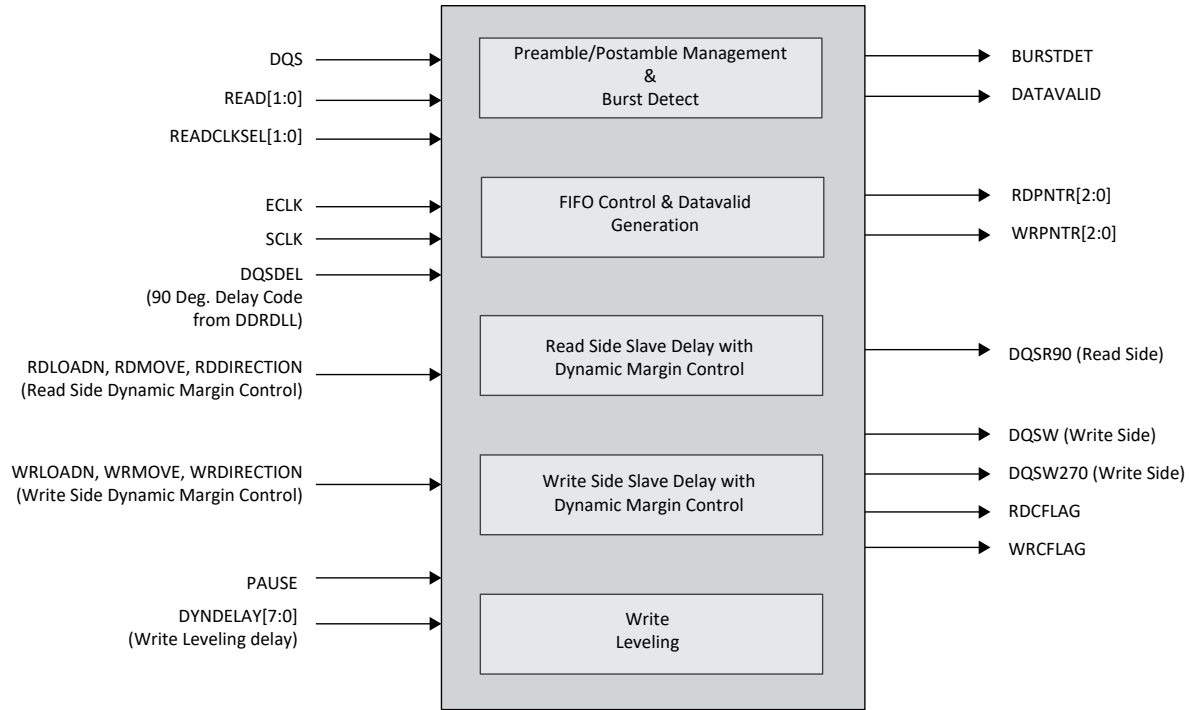 DQS
READ[1:0]
READCLKSEL[1:0]
ECLK
SCLK
DQSDEL
(90 Deg. Delay Code
from DDRDLL)
RDLOADN, RDMOVE, RDDIRECTION
(Read Side Dynamic Margin Control)
WRLOADN, WRMOVE, WRDIRECTION
(Write Side Dynamic Margin Control)
PAUSE
DYNDELAY[7:0]
(Write Leveling delay)
Preamble/Postamble Management
&
Burst Detect
FIFO Control & Datavalid
Generation
Read Side Slave Delay with
Dynamic Margin Control
Write Side Slave Delay with
Dynamic Margin Control
Write
Leveling
BURSTDET
DATAVALID
RDPNTR[2:0]
WRPNTR[2:0]
DQSR90 (Read Side)
DQSW (Write Side)
DQSW270 (Write Side)
RDCFLAG
WRCFLAG